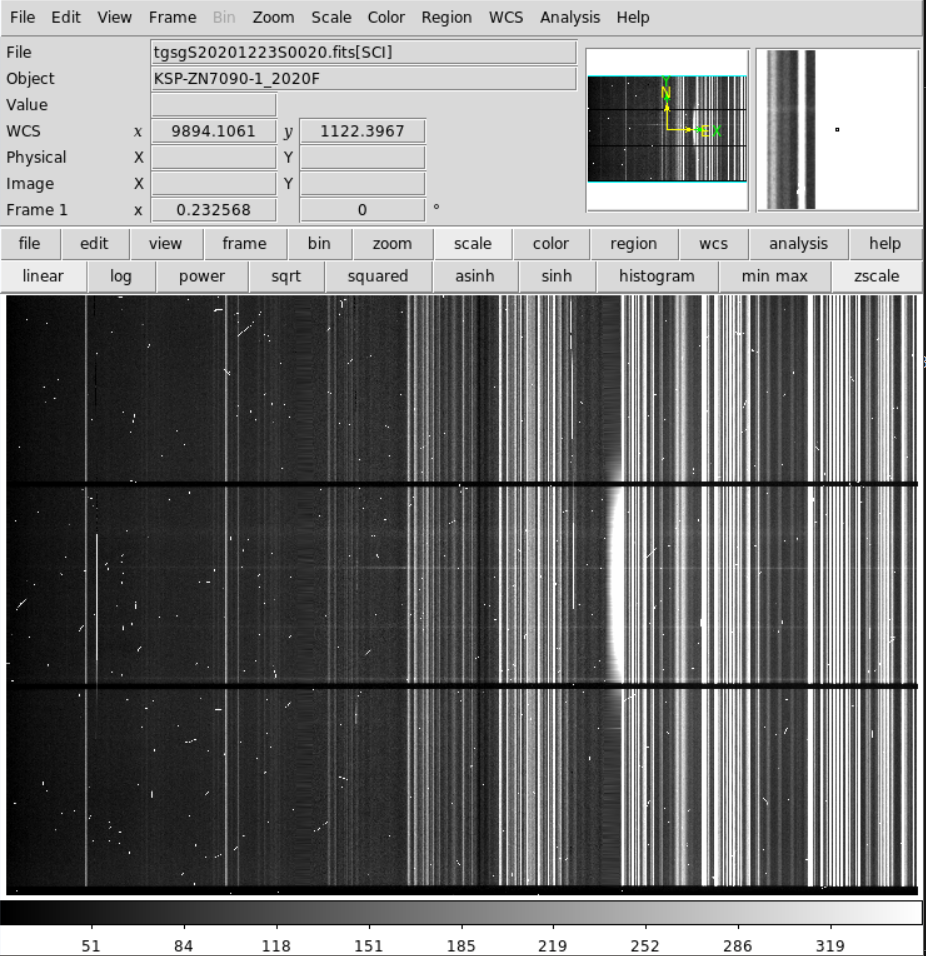 File Edit View Frame Bin Zoom Scale Color Region WCS Analysis Help
File tgsgS20201223S0020.fits[SCI]
Object KSP-ZN7090-1_2020F
Value
WCS x 9894.1061 y 1122.3967
Physical X Y
Image X Y
Frame 1 x 0.232568 0 °
N
E X
file edit view frame bin zoom scale color region wcs analysis help
linear log power sqrt squared asinh sinh histogram min max zscale
51 84 118 151 185 219 252 286 319